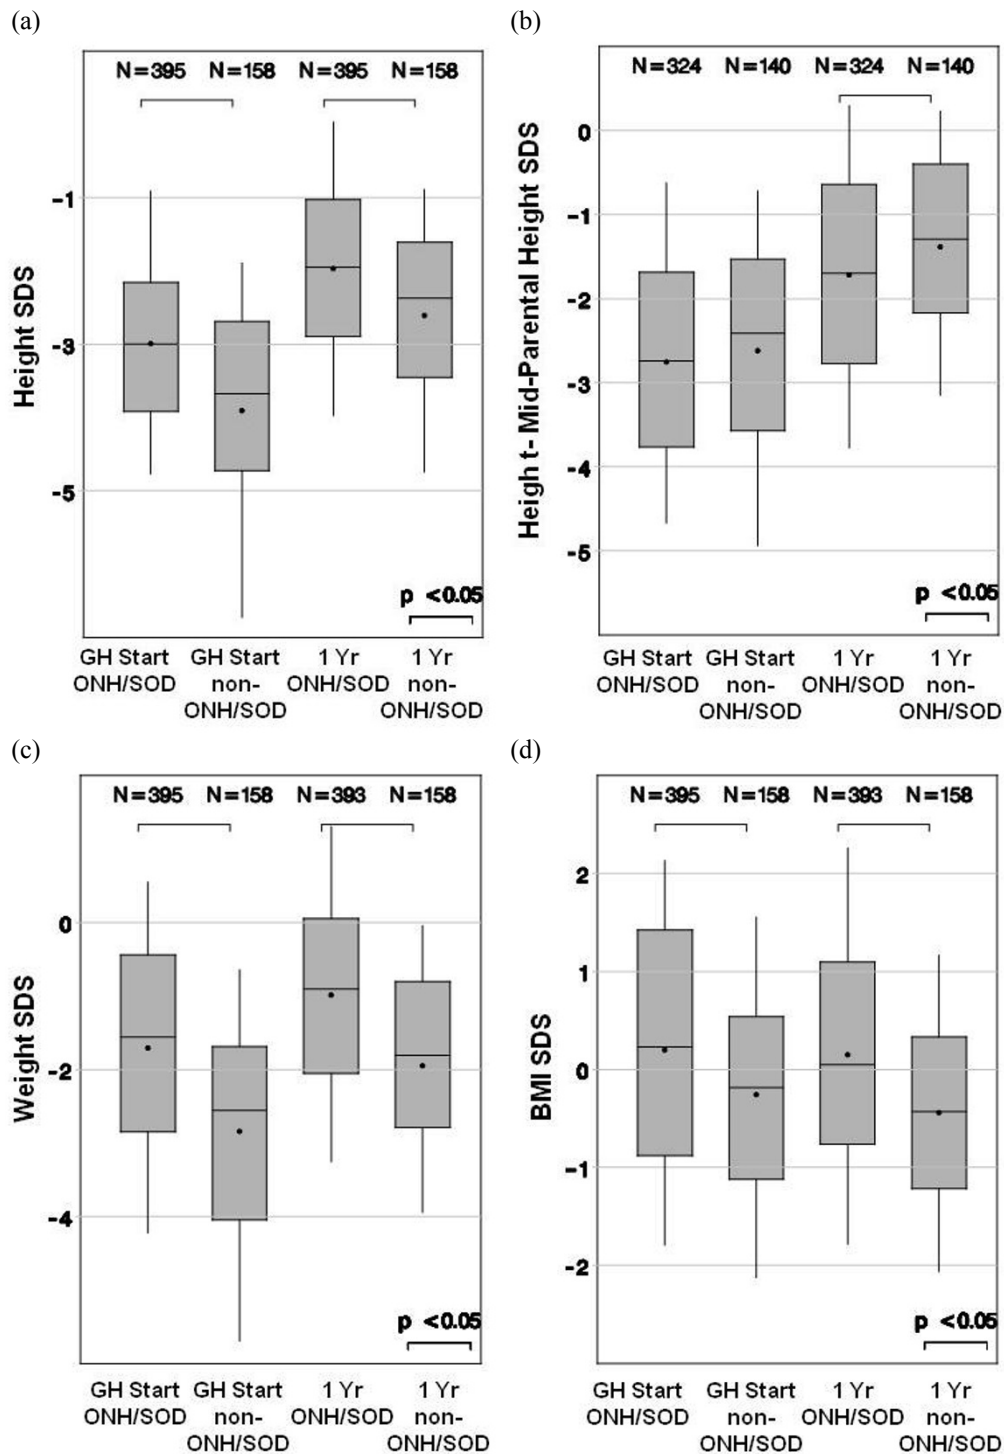 (a)
N=395 N=158 N=395 N=158
Height SDS
-1
-3
-5
p <0.05
GH Start ONH/SOD
GH Start non-ONH/SOD
1 Yr ONH/SOD
1 Yr non-ONH/SOD
(b)
N=324 N=140 N=324 N=140
Height- Mid-Parental Height SDS
0
-1
-2
-3
-4
-5
p <0.05
GH Start ONH/SOD
GH Start non-ONH/SOD
1 Yr ONH/SOD
1 Yr non-ONH/SOD
(c)
N=395 N=158 N=393 N=158
Weight SDS
0
-2
-4
p <0.05
GH Start ONH/SOD
GH Start non-ONH/SOD
1 Yr ONH/SOD
1 Yr non-ONH/SOD
(d)
N=395 N=158 N=393 N=158
BMI SDS
2
1
0
-1
-2
p <0.05
GH Start ONH/SOD
GH Start non-ONH/SOD
1 Yr ONH/SOD
1 Yr non-ONH/SOD